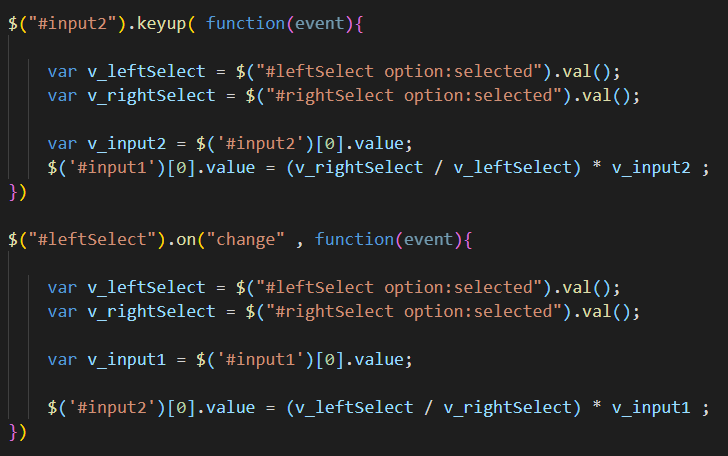 $("#input2").keyup( function(event){
var v_leftSelect = $("#leftSelect option:selected").val();
var v_rightSelect = $("#rightSelect option:selected").val();
var v_input2 = $('#input2')[0].value;
$('#input1')[0].value = (v_rightSelect / v_leftSelect) * v_input2 ;
})
$("#leftSelect").on("change" , function(event){
var v_leftSelect = $("#leftSelect option:selected").val();
var v_rightSelect = $("#rightSelect option:selected").val();
var v_input1 = $('#input1')[0].value;
$('#input2')[0].value = (v_leftSelect / v_rightSelect) * v_input1 ;
})